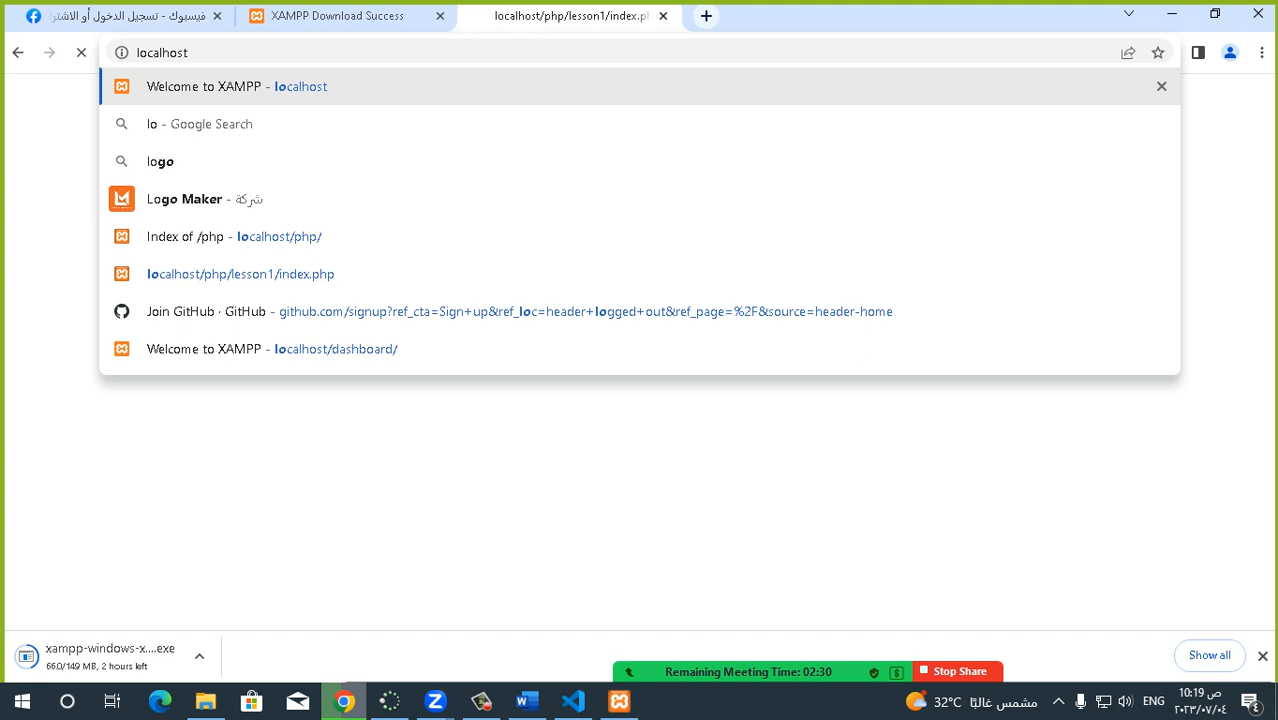 فيسبوك - تسجيل الدخول أو الاشترا
XAMPP Download Success
localhost/php/lesson1/index.ph
localhost
Welcome to XAMPP - localhost
lo - Google Search
logo
Logo Maker - شركة
Index of /php - localhost/php/
localhost/php/lesson1/index.php
Join GitHub · GitHub - github.com/signup?ref_cta=Sign+up&ref_loc=header+logged+out&ref_page=%2F&source=header-home
Welcome to XAMPP - localhost/dashboard/
xampp-windows-x....exe
66.0/149 MB, 2 hours left
Show all
Remaining Meeting Time: 02:30
Stop Share
32°C مشمس غالبًا
ENG
10:19 ص
٢٠٢٣/٠٧/٠٤